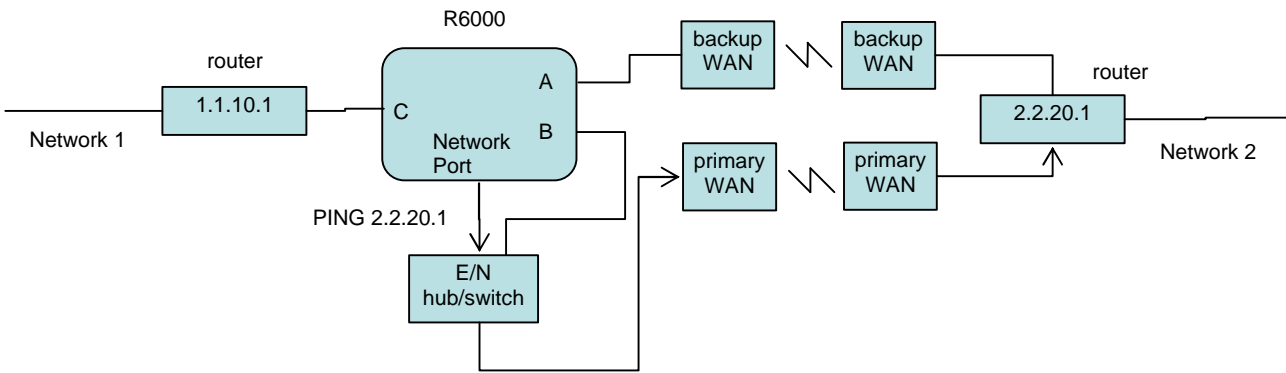 R6000
router
1.1.10.1
Network 1
C
A
B
Network
Port
PING 2.2.20.1
E/N
hub/switch
backup
WAN
backup
WAN
primary
WAN
primary
WAN
router
2.2.20.1
Network 2